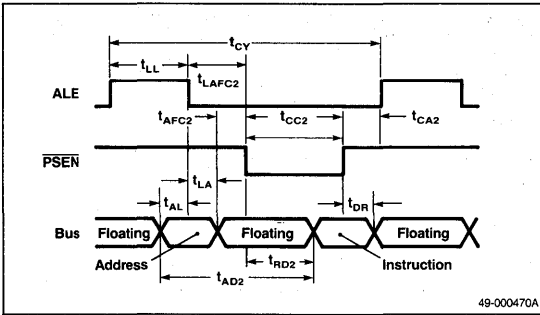 tCY
tLL
tLAFC2
ALE
tAFC2
tCC2
tCA2
PSEN
tLA
tAL
tDR
Bus
Floating
Floating
Floating
Address
tRD2
Instruction
tAD2
49-000470A